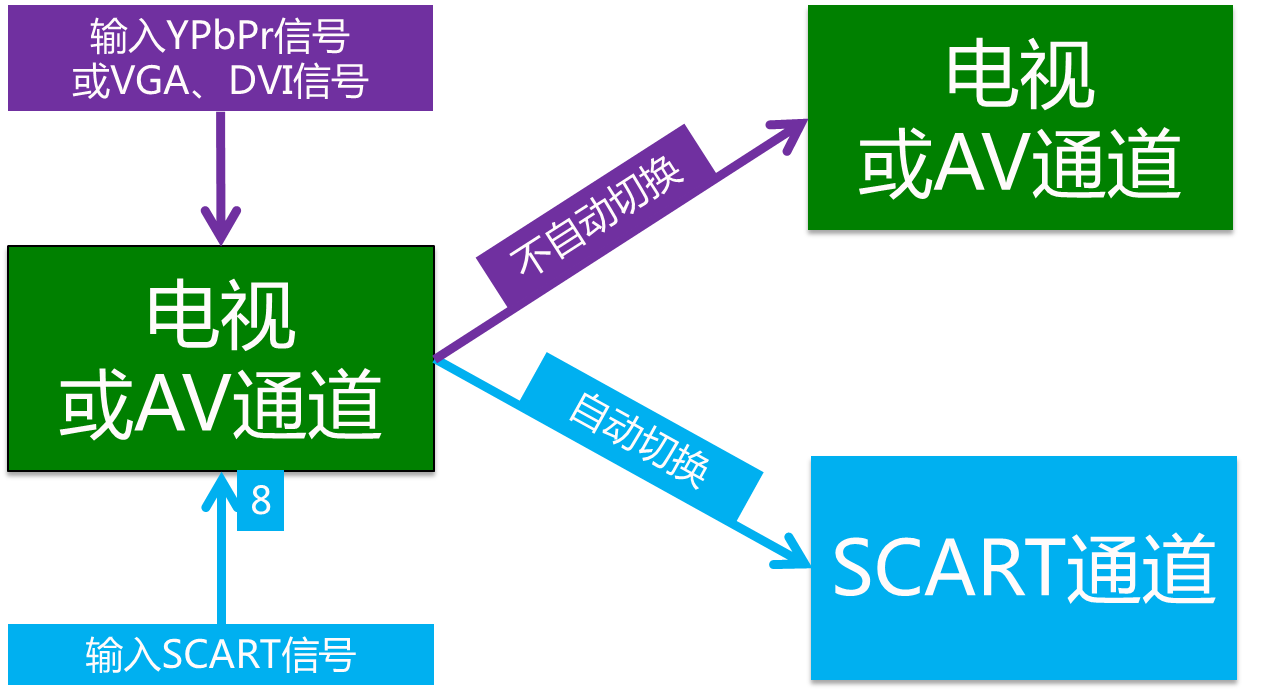 输入YPbPr信号
或VGA、DVI信号
电视
或AV通道
不自动切换
电视
或AV通道
自动切换
8
SCART通道
输入SCART信号